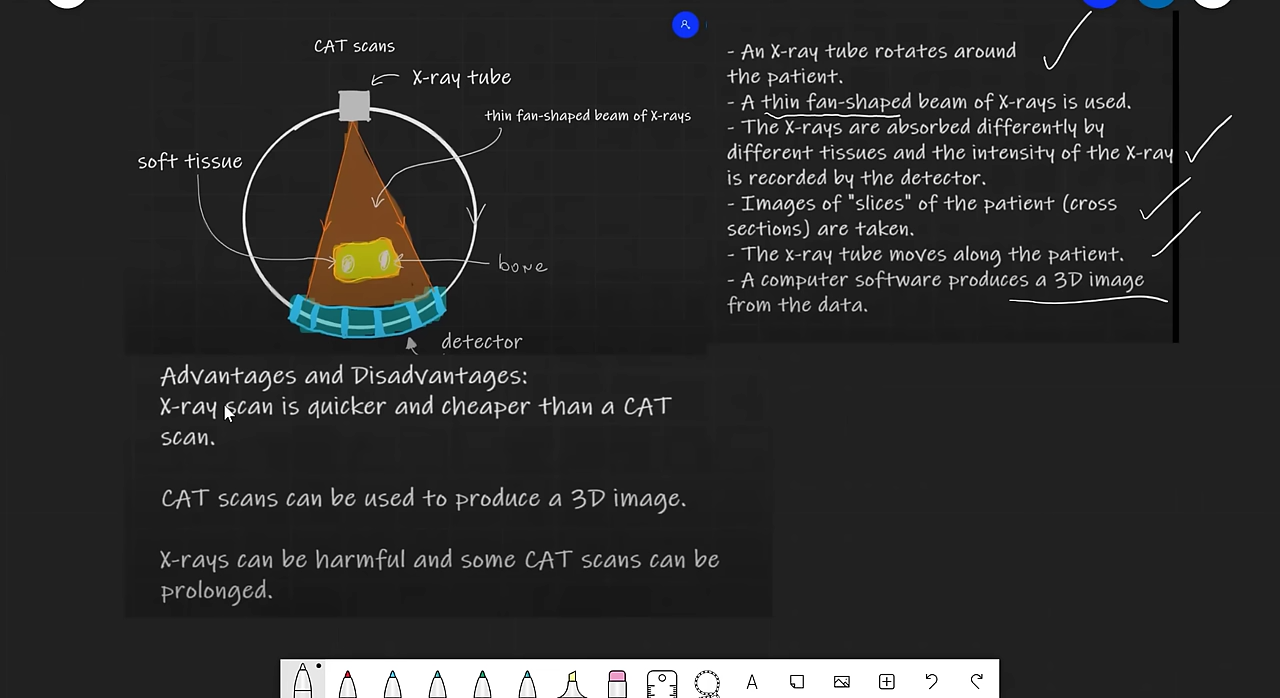 CAT scans
X-ray tube
thin fan-shaped beam of X-rays
soft tissue
bone
detector
- An X-ray tube rotates around
the patient.
- A thin fan-shaped beam of X-rays is used.
- The X-rays are absorbed differently by
different tissues and the intensity of the X-ray
is recorded by the detector.
- Images of "slices" of the patient (cross
sections) are taken.
- The x-ray tube moves along the patient.
- A computer software produces a 3D image
from the data.
Advantages and Disadvantages:
X-ray scan is quicker and cheaper than a CAT
scan.
CAT scans can be used to produce a 3D image.
X-rays can be harmful and some CAT scans can be
prolonged.
A